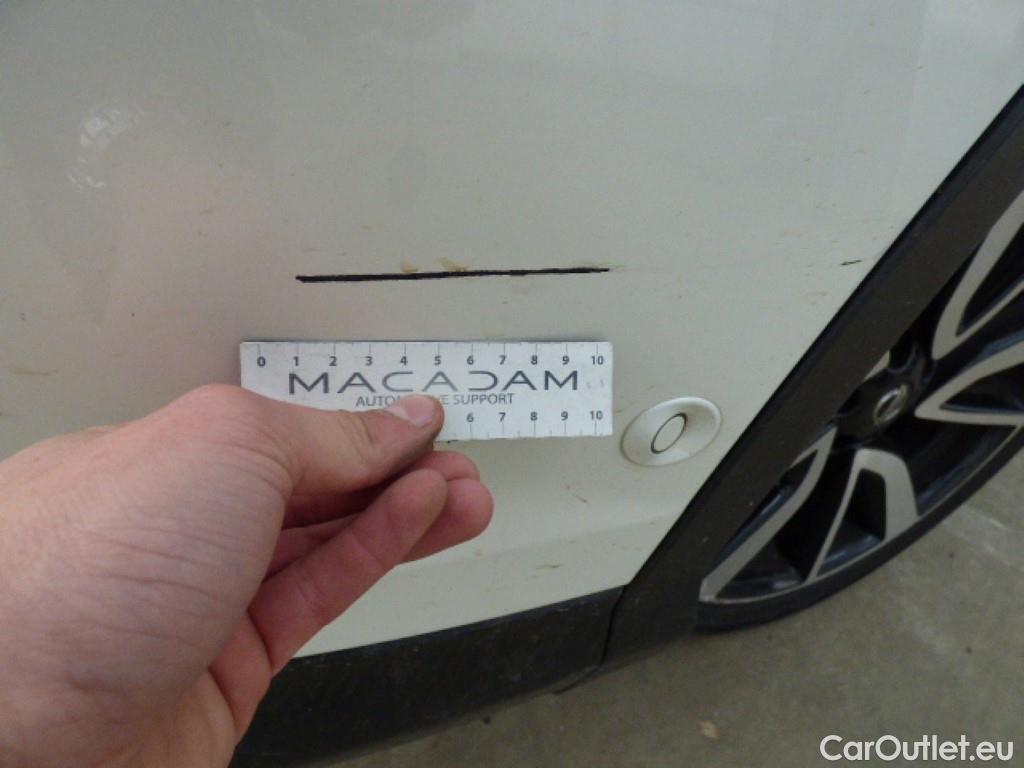 0 1 2 3 4 5 6 7 8 9 10
MACADAM
AUTOMOTIVE SUPPORT
6 7 8 9 10
CarOutlet.eu